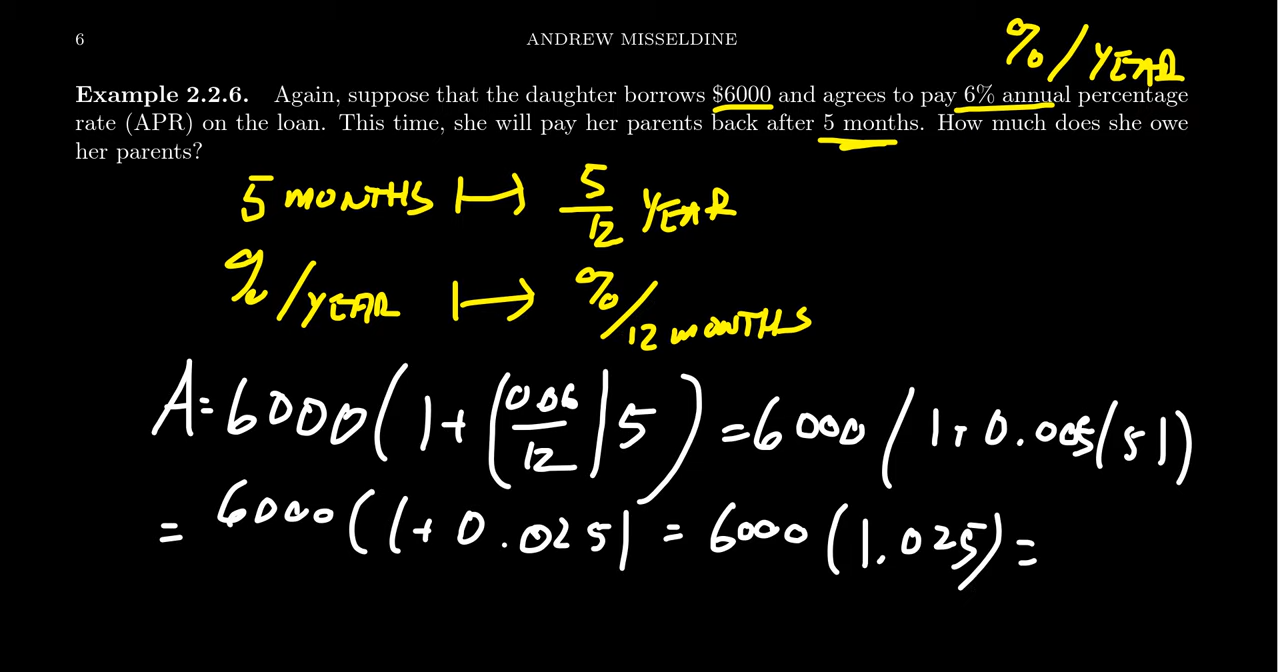 6 ANDREW MISSELDINE
%/YEAR
Example 2.2.6. Again, suppose that the daughter borrows $6000 and agrees to pay 6% annual percentage
rate (APR) on the loan. This time, she will pay her parents back after 5 months. How much does she owe
her parents?
5 MONTHS ↦ 5/12 YEAR
%/YEAR ↦ %/12 MONTHS
A = 6000(1+(0.06/12)5) = 6000(1+0.005(5))
= 6000(1+0.025) = 6000(1.025) =